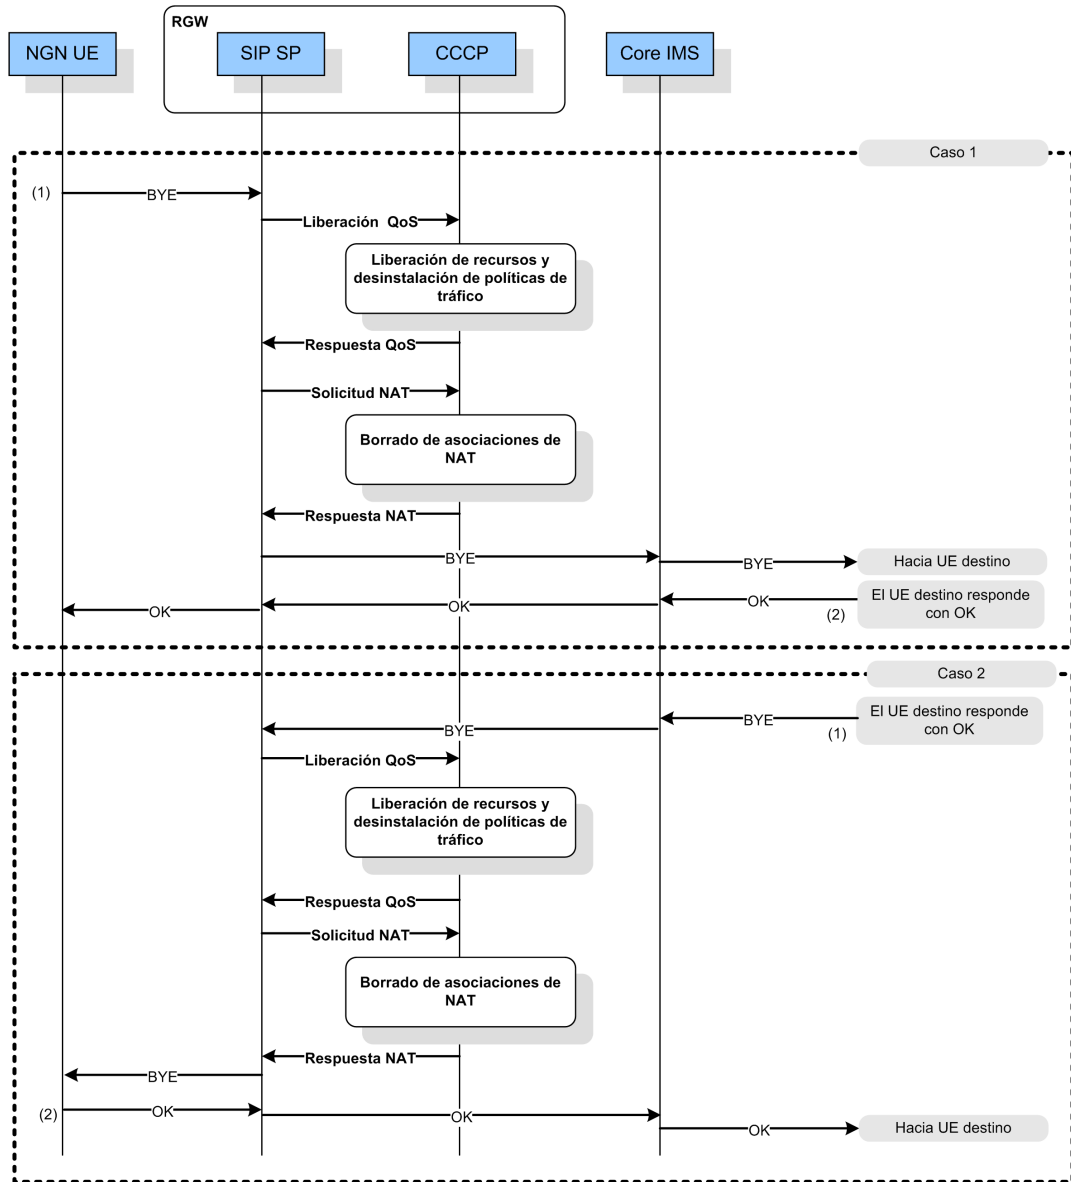 RGW
NGN UE
SIP SP
CCCP
Core IMS
Caso 1
(1)
BYE
Liberación QoS
Liberación de recursos y
desinstalación de políticas de
tráfico
Respuesta QoS
Solicitud NAT
Borrado de asociaciones de
NAT
Respuesta NAT
BYE
BYE
Hacia UE destino
OK
OK
OK
(2)
El UE destino responde
con OK
Caso 2
BYE
BYE
(1)
El UE destino responde
con OK
Liberación QoS
Liberación de recursos y
desinstalación de políticas de
tráfico
Respuesta QoS
Solicitud NAT
Borrado de asociaciones de
NAT
Respuesta NAT
BYE
(2)
OK
OK
OK
Hacia UE destino